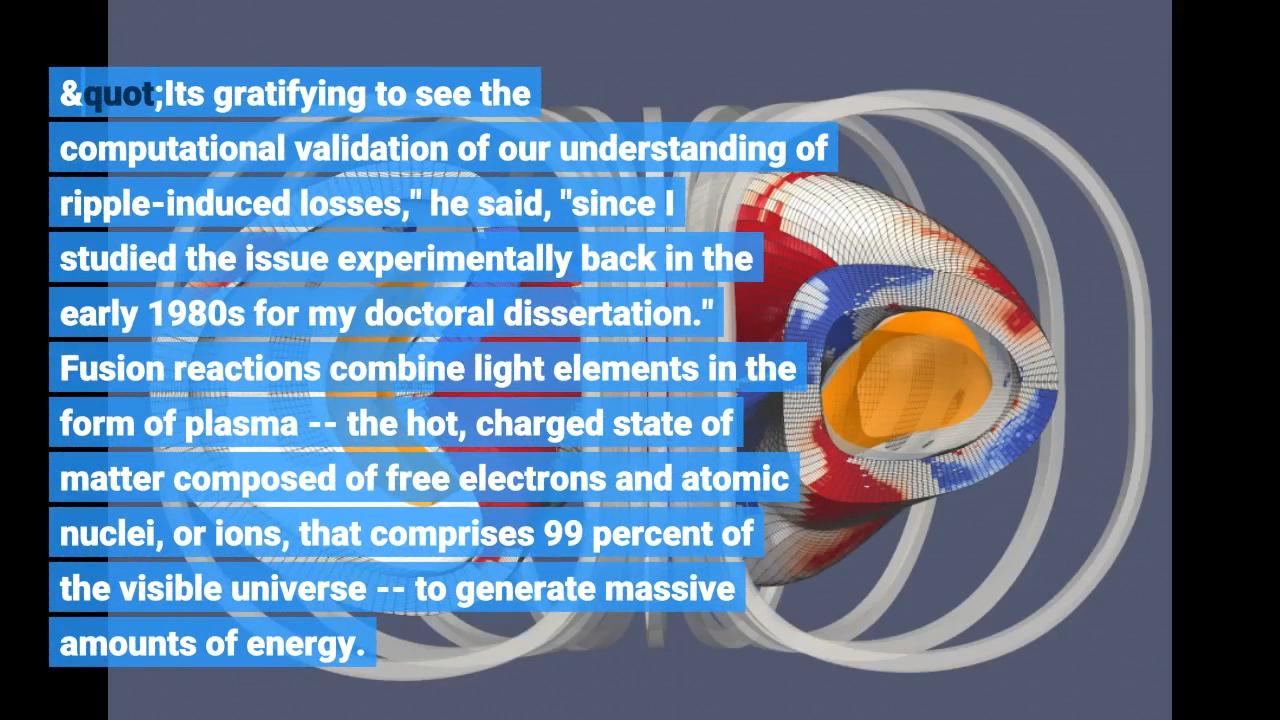 &quot;Its gratifying to see the
computational validation of our understanding of
ripple-induced losses," he said, "since I
studied the issue experimentally back in the
early 1980s for my doctoral dissertation."
Fusion reactions combine light elements in the
form of plasma -- the hot, charged state of
matter composed of free electrons and atomic
nuclei, or ions, that comprises 99 percent of
the visible universe -- to generate massive
amounts of energy.